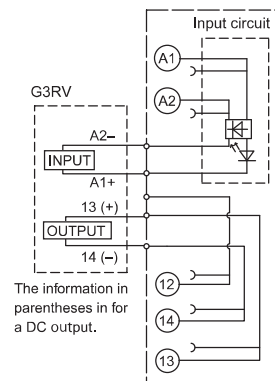 Input circuit
A1
A2
G3RV
A2–
INPUT
A1+
13 (+)
OUTPUT
14 (–)
The information in
parentheses in for
a DC output.
12
14
13